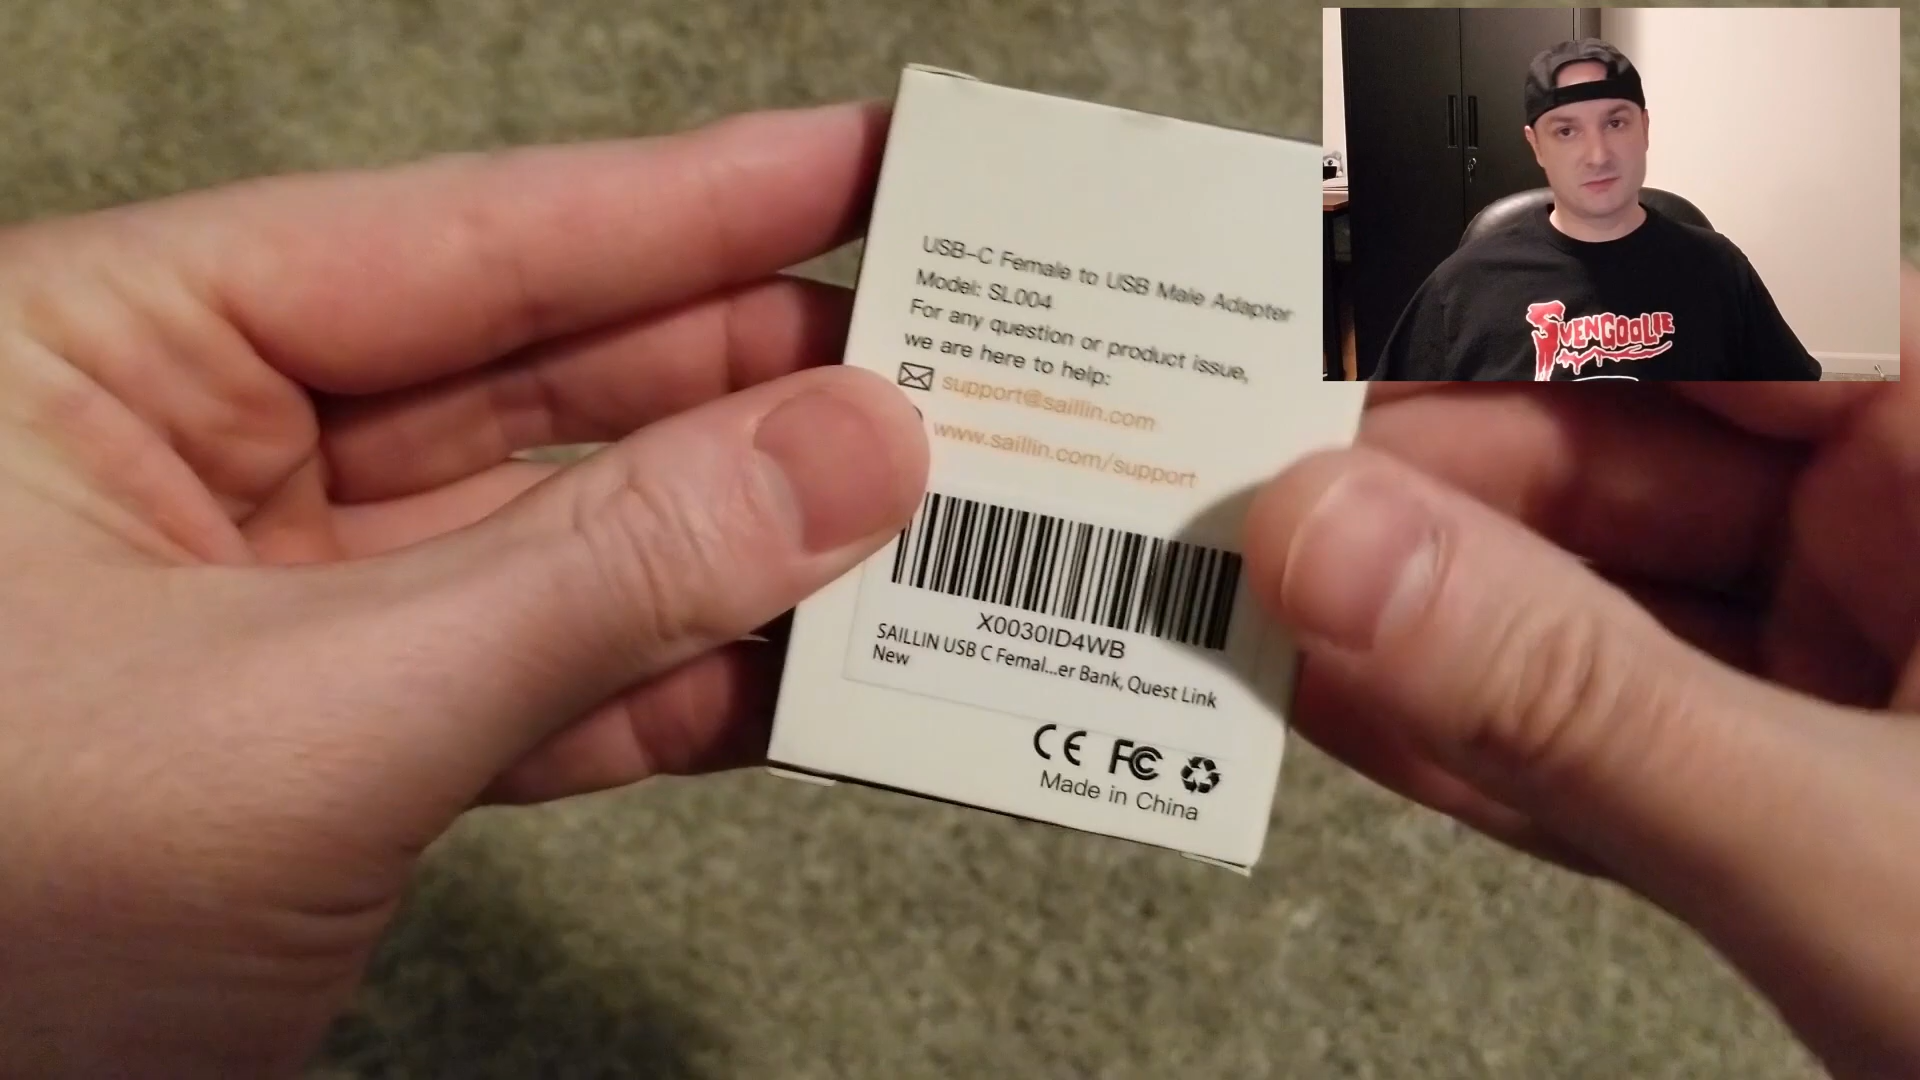 USB-C Female to USB Male Adapter
Model: SL004
For any question or product issue,
we are here to help:
support@saillin.com
www.saillin.com/support
X0030ID4WB
SAILLIN USB C Femal...er Bank, Quest Link
New
CE FC
Made in China
SVENGOOLIE